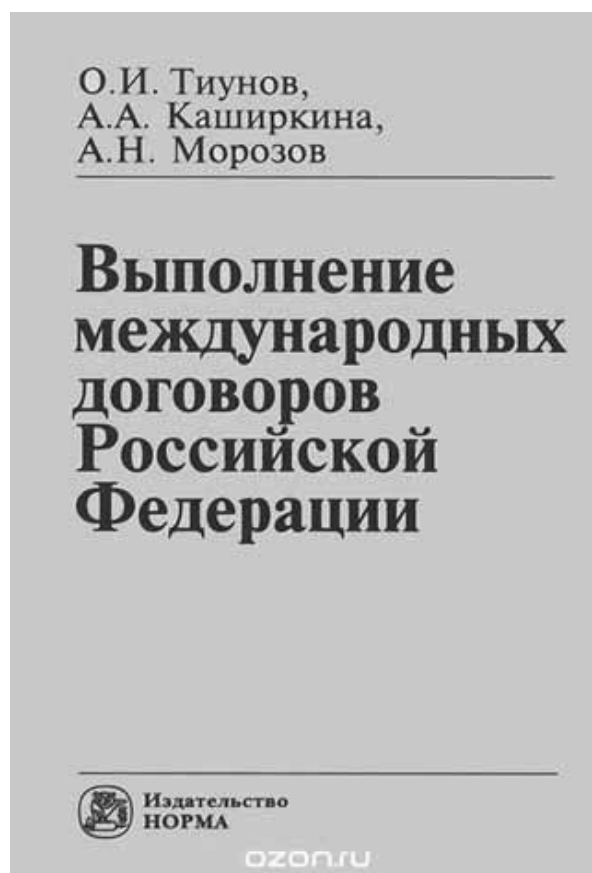 О.И. Тиунов,
А.А. Каширкина,
А.Н. Морозов
Выполнение
международных
договоров
Российской
Федерации
Издательство
НОРМА
ozon.ru